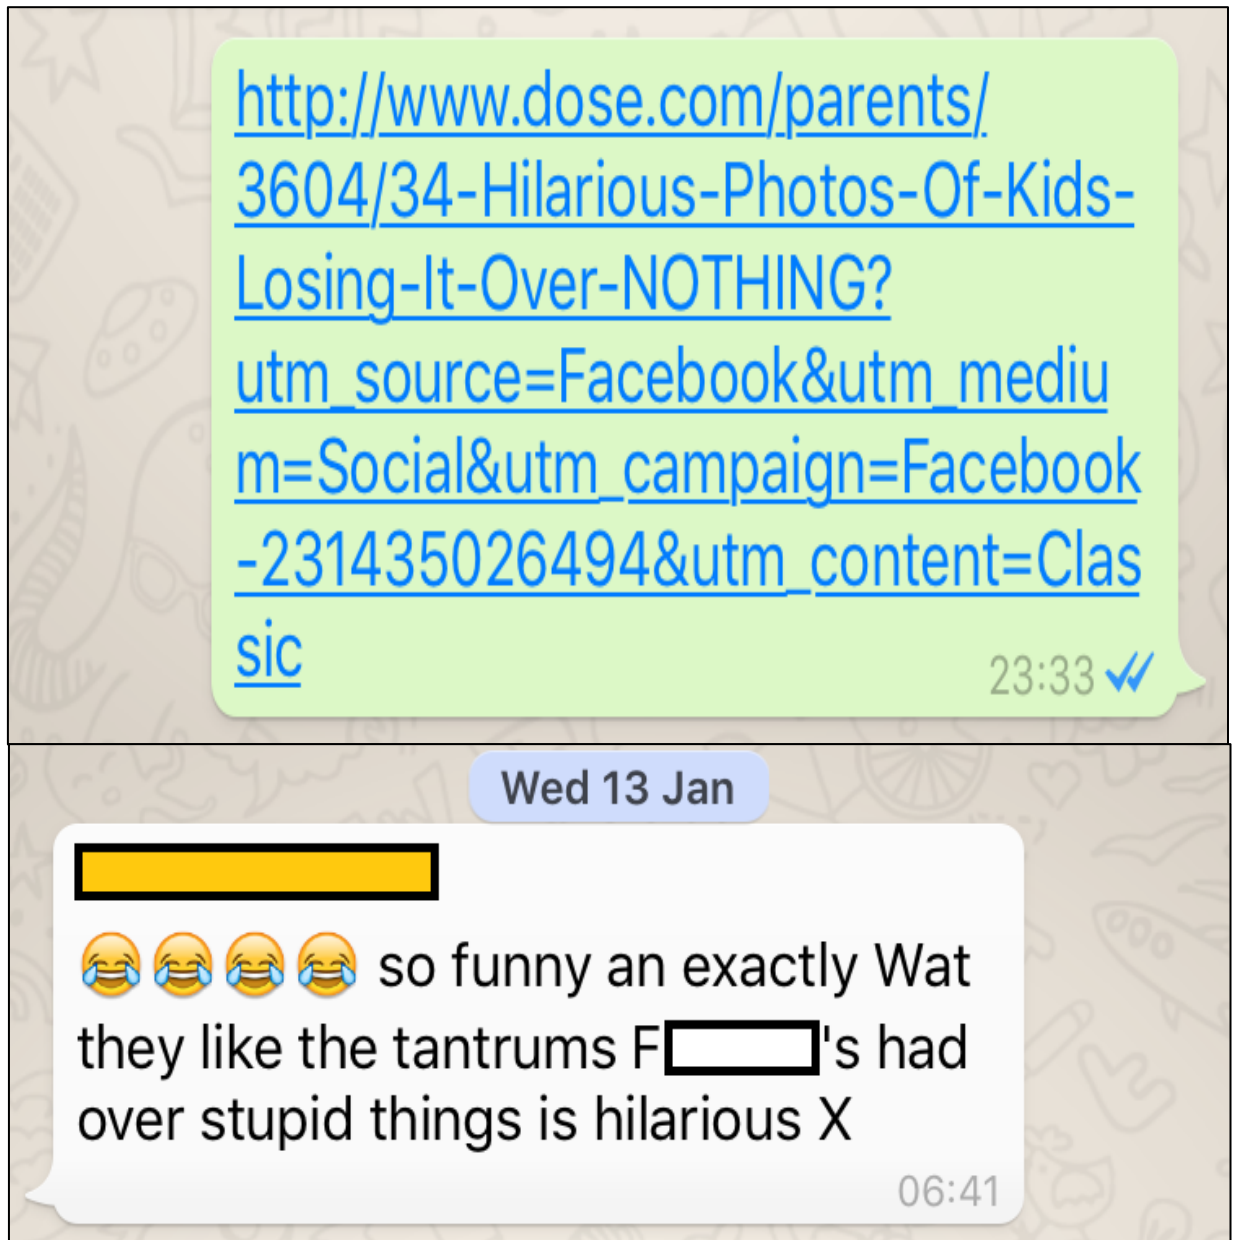 http://www.dose.com/parents/
3604/34-Hilarious-Photos-Of-Kids-
Losing-It-Over-NOTHING?
utm_source=Facebook&utm_mediu
m=Social&utm_campaign=Facebook
-231435026494&utm_content=Clas
sic
23:33
Wed 13 Jan
😂😂😂😂 so funny an exactly Wat
they like the tantrums F 's had
over stupid things is hilarious X
06:41